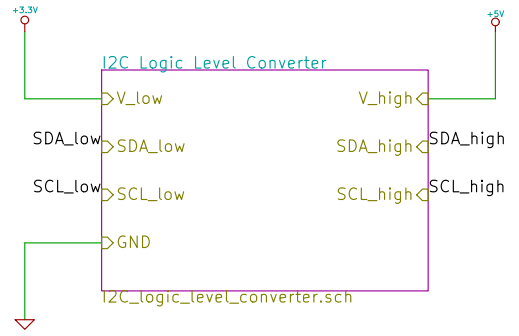 +3.3V
+5V
I2C Logic Level Converter
V_low
V_high
SDA_low
SDA_low
SDA_high
SDA_high
SCL_low
SCL_low
SCL_high
SCL_high
GND
I2C_logic_level_converter.sch